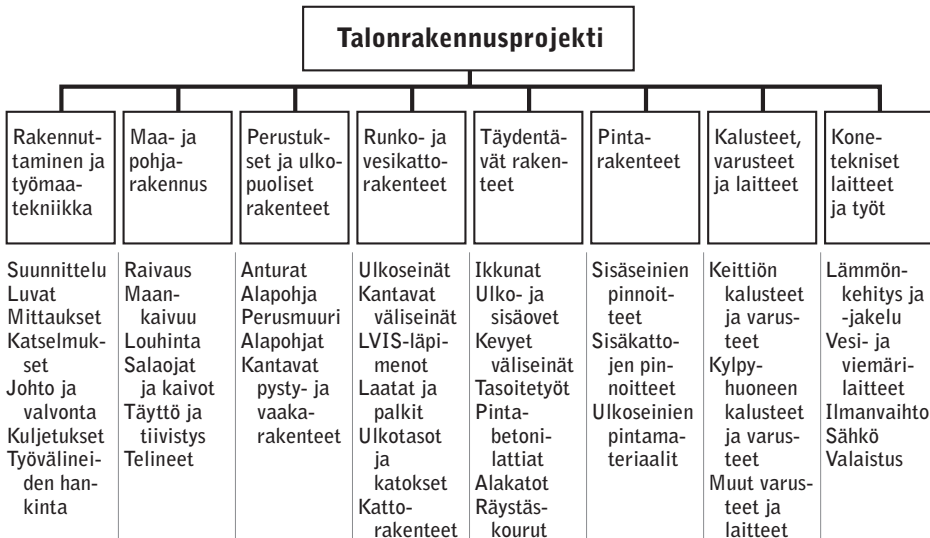 Talonrakennusprojekti
Rakennut-
taminen ja
työmaa-
tekniikka
Maa- ja
pohja-
rakennus
Perustuk-
set ja ulko-
puoliset
rakenteet
Runko- ja
vesikatto-
rakenteet
Täydentä-
vät raken-
teet
Pinta-
rakenteet
Kalusteet,
varusteet
ja laitteet
Kone-
tekniset
laitteet
ja työt
Suunnittelu
Luvat
Mittaukset
Katselmuk-
set
Johto ja
valvonta
Kuljetukset
Työvälinei-
den han-
kinta
Raivaus
Maan-
kaivuu
Louhinta
Salaojat
ja kaivot
Täyttö ja
tiivistys
Telineet
Anturat
Alapohja
Perusmuuri
Alapohjat
Kantavat
pysty- ja
vaaka-
rakenteet
Ulkoseinät
Kantavat
väliseinät
LVIS-läpi-
menot
Laatat ja
palkit
Ulkotasot
ja
katokset
Katto-
rakenteet
Ikkunat
Ulko- ja
sisäovet
Kevyet
väliseinät
Tasoitetyöt
Pinta-
betoni-
lattiat
Alakatot
Räystäs-
kourut
Sisäseinien
pinnoit-
teet
Sisäkatto-
jen pin-
noitteet
Ulkoseinien
pintama-
teriaalit
Keittiön
kalusteet
ja varus-
teet
Kylpy-
huoneen
kalusteet
ja varus-
teet
Muut varus-
teet ja
laitteet
Lämmön-
kehitys ja
-jakelu
Vesi- ja
viemäri-
laitteet
Ilmanvaihto
Sähkö
Valaistus